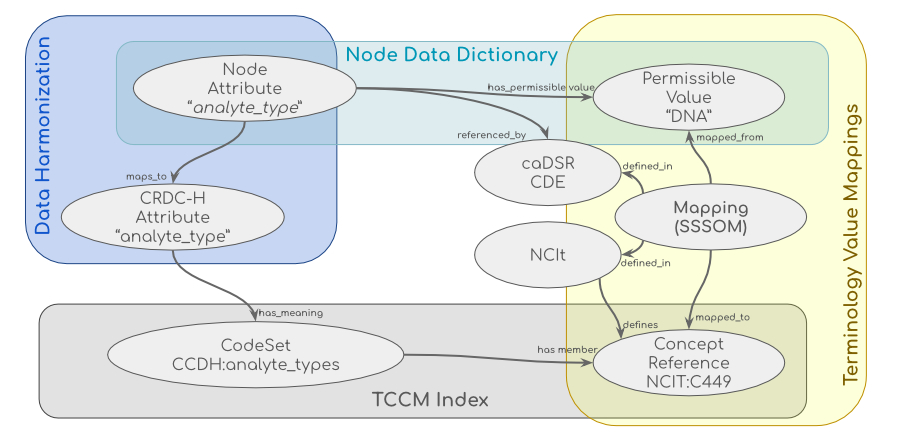 Data Harmonization
Node Data Dictionary
Node
Attribute
“analyte_type”
has_permissible value
Permissible
Value
“DNA”
referenced_by
mapped_from
maps_to
caDSR
CDE
defined_in
CRDC-H
Attribute
“analyte_type”
Mapping
(SSSOM)
NCIt
defined_in
Terminology Value Mappings
has_meaning
defines
mapped_to
CodeSet
CCDH:analyte_types
has member
Concept
Reference
NCIT:C449
TCCM Index